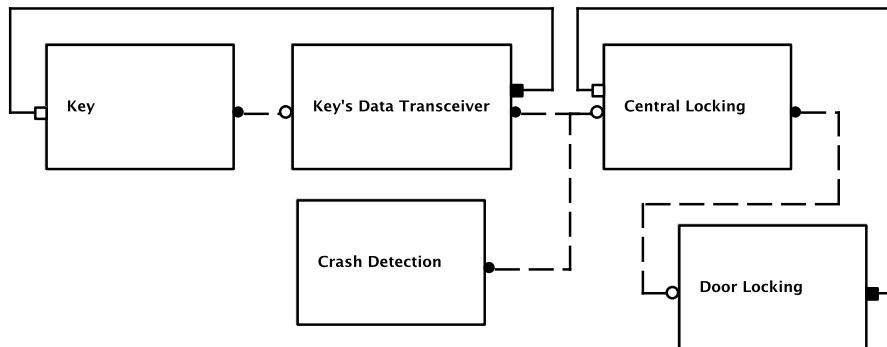 Key
Key's Data Transceiver
Central Locking
Crash Detection
Door Locking